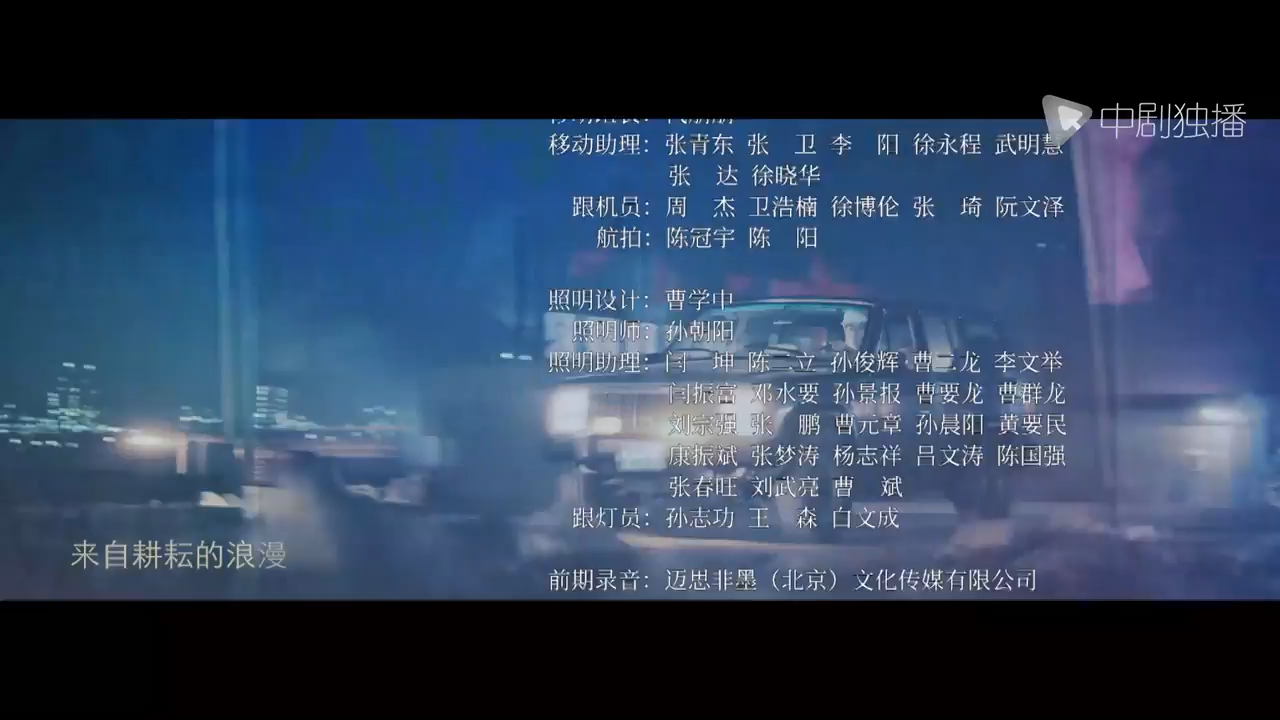 中剧独播
移动助理：张青东 张 卫 李 阳 徐永程 武明慧
张 达 徐晓华
跟机员：周 杰 卫浩楠 徐博伦 张 琦 阮文泽
航拍：陈冠宇 陈 阳
照明设计：曹学中
照明师：孙朝阳
照明助理：闫 坤 陈二立 孙俊辉 曹二龙 李文举
闫振富 邓水要 孙景报 曹要龙 曹群龙
刘宗强 张 鹏 曹元章 孙晨阳 黄要民
康振斌 张梦涛 杨志祥 吕文涛 陈国强
张春旺 刘武亮 曹 斌
跟灯员：孙志功 王 森 白文成
来自耕耘的浪漫
前期录音：迈思非墨（北京）文化传媒有限公司